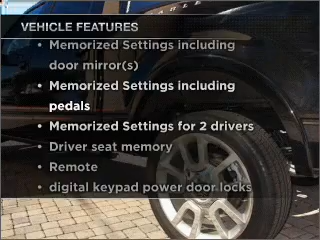 VEHICLE FEATURES
• Memorized Settings including
door mirror(s)
• Memorized Settings including
pedals
• Memorized Settings for 2 drivers
• Driver seat memory
• Remote
• digital keypad power door locks